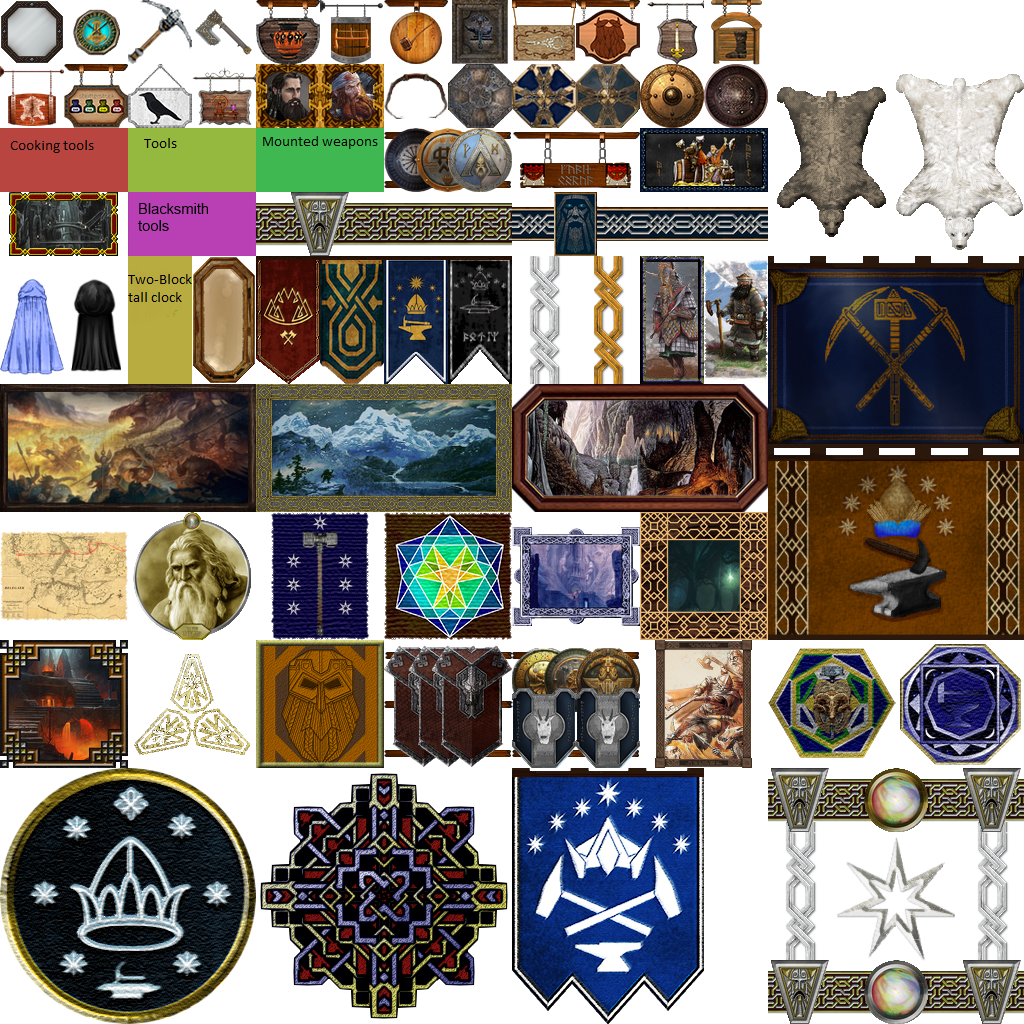 Cooking tools
Tools
Mounted weapons
Blacksmith
tools
Two-Block
tall clock